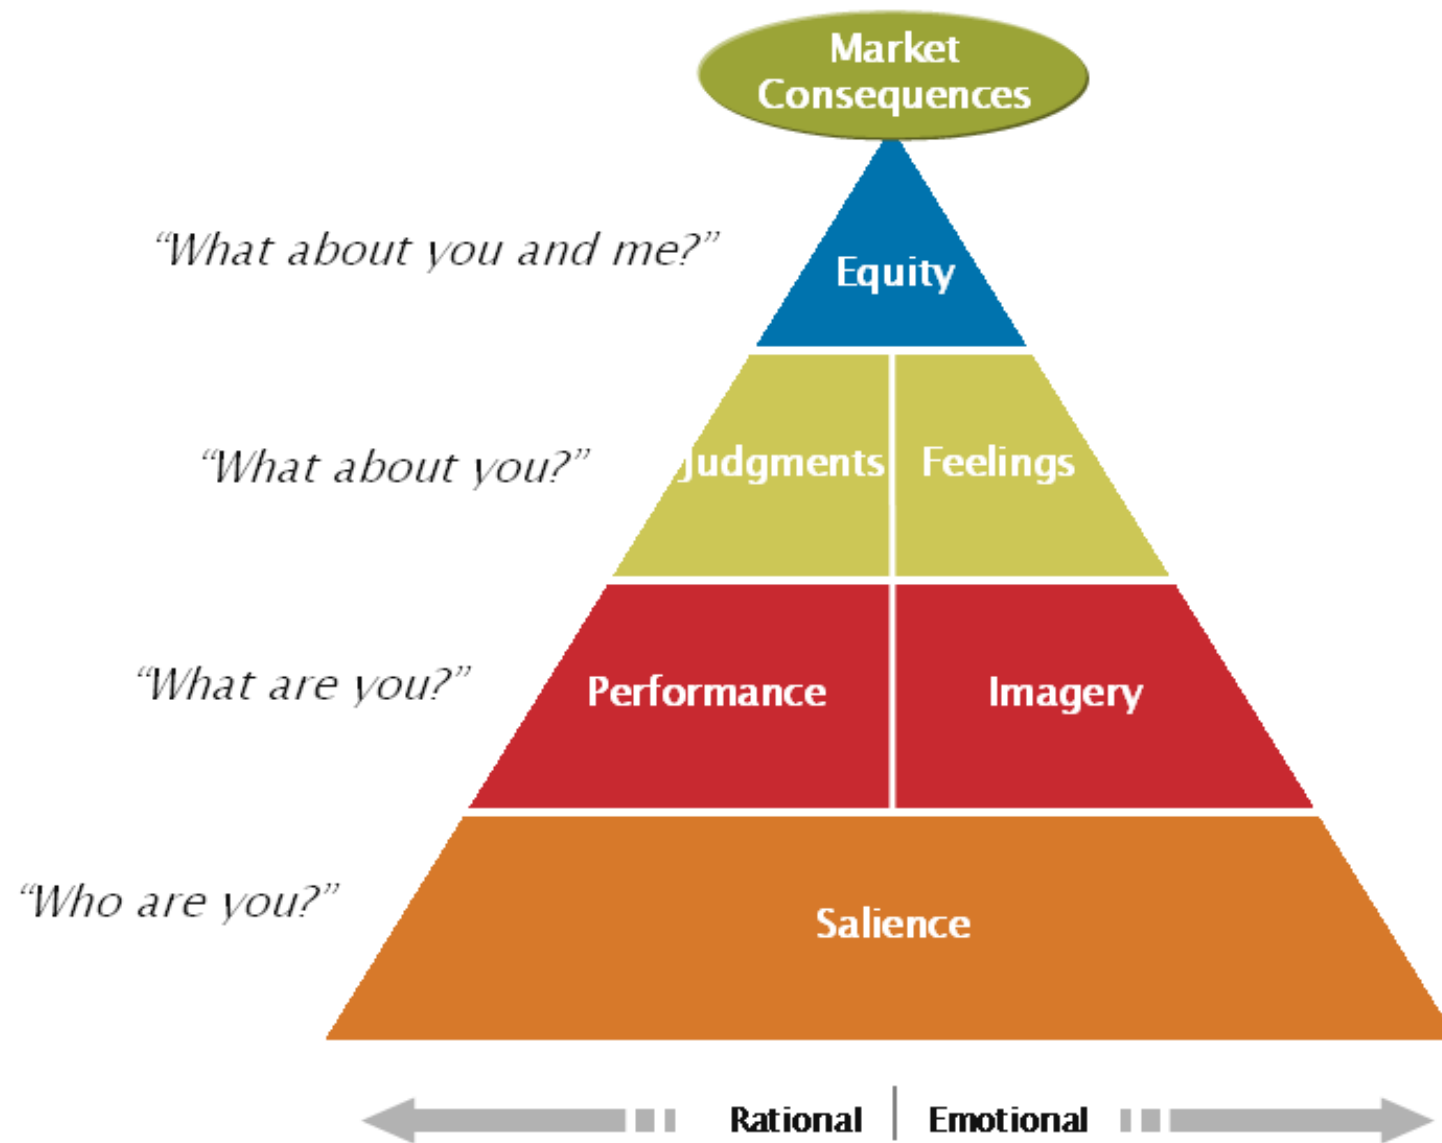 Market
Consequences
“What about you and me?”
Equity
“What about you?”
Judgments
Feelings
“What are you?”
Performance
Imagery
“Who are you?”
Salience
Rational
Emotional